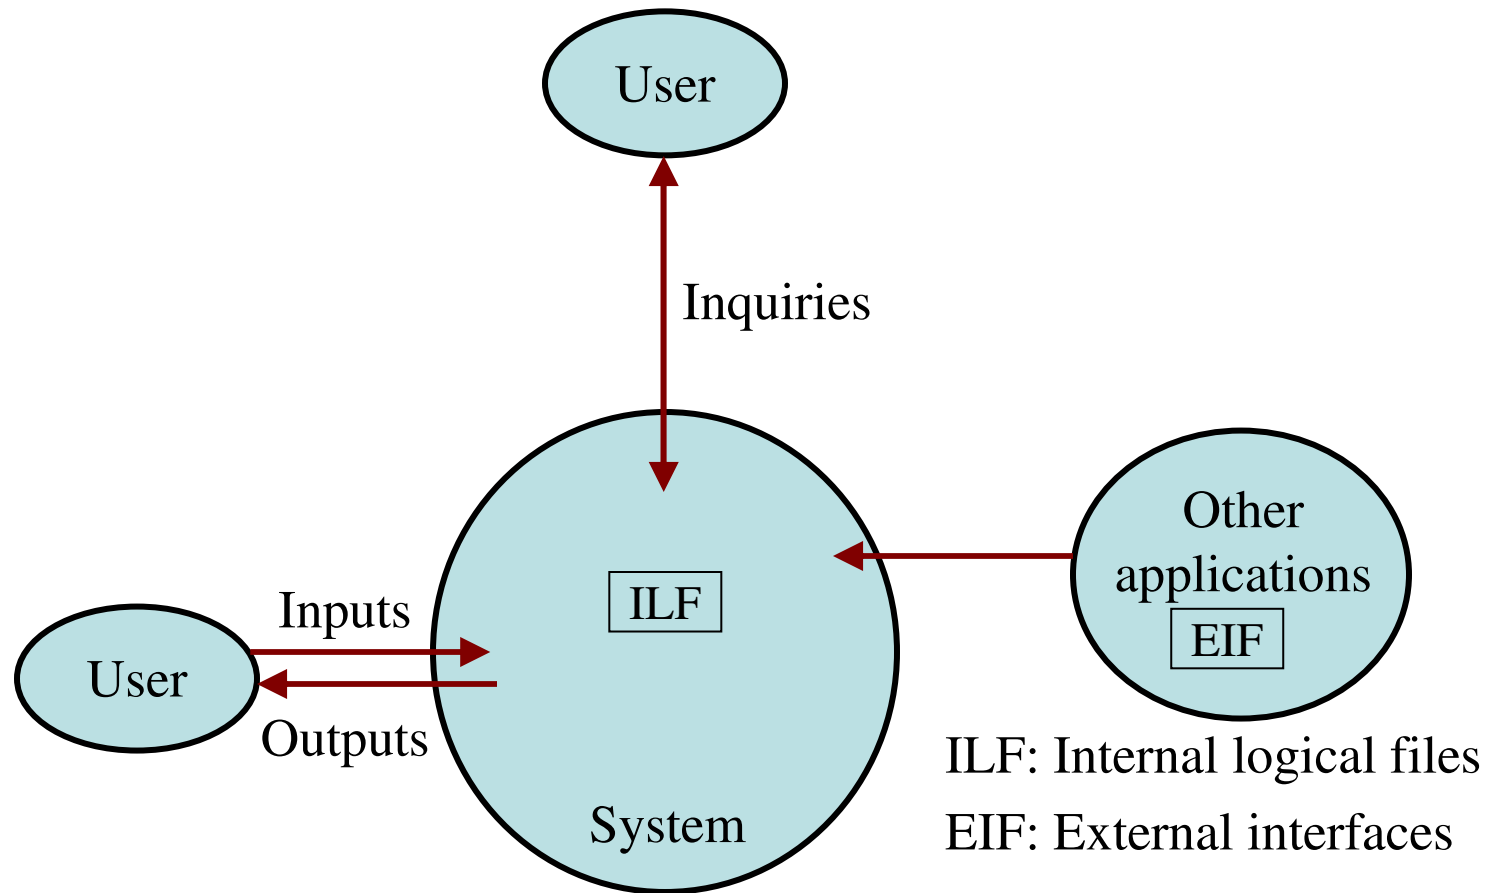 User
Inquiries
Other
applications
EIF
ILF
Inputs
User
Outputs
System
ILF: Internal logical files
EIF: External interfaces